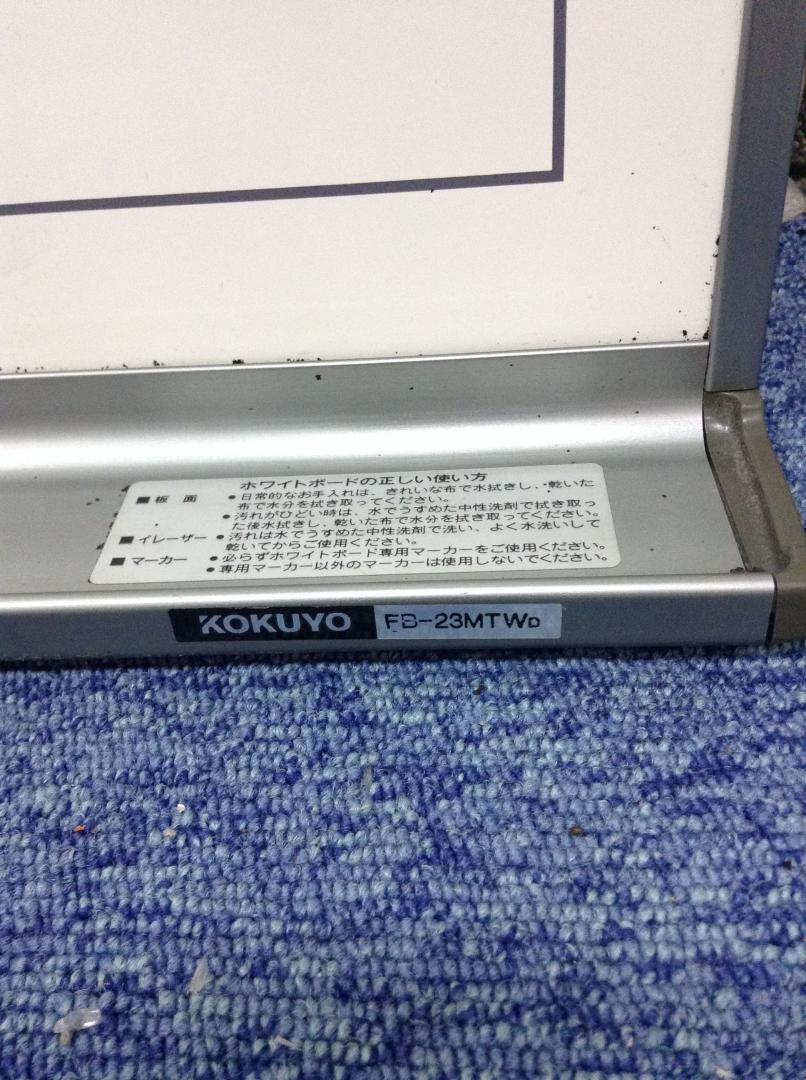 ホワイトボードの正しい使い方
■板面 ●日常的なお手入れは、きれいな布で水拭きし、乾いた
布で水分を拭き取ってください。
●汚れがひどい時は、水でうすめた中性洗剤で拭き取っ
た後水拭きし、乾いた布で水分を拭き取ってください。
■イレーザー ●汚れは水でうすめた中性洗剤で洗い、よく水洗いして
乾いてからご使用ください。
■マーカー ●必らずホワイトボード専用マーカーをご使用ください。
●専用マーカー以外のマーカーは使用しないでください。
KOKUYO FB-23MTWD